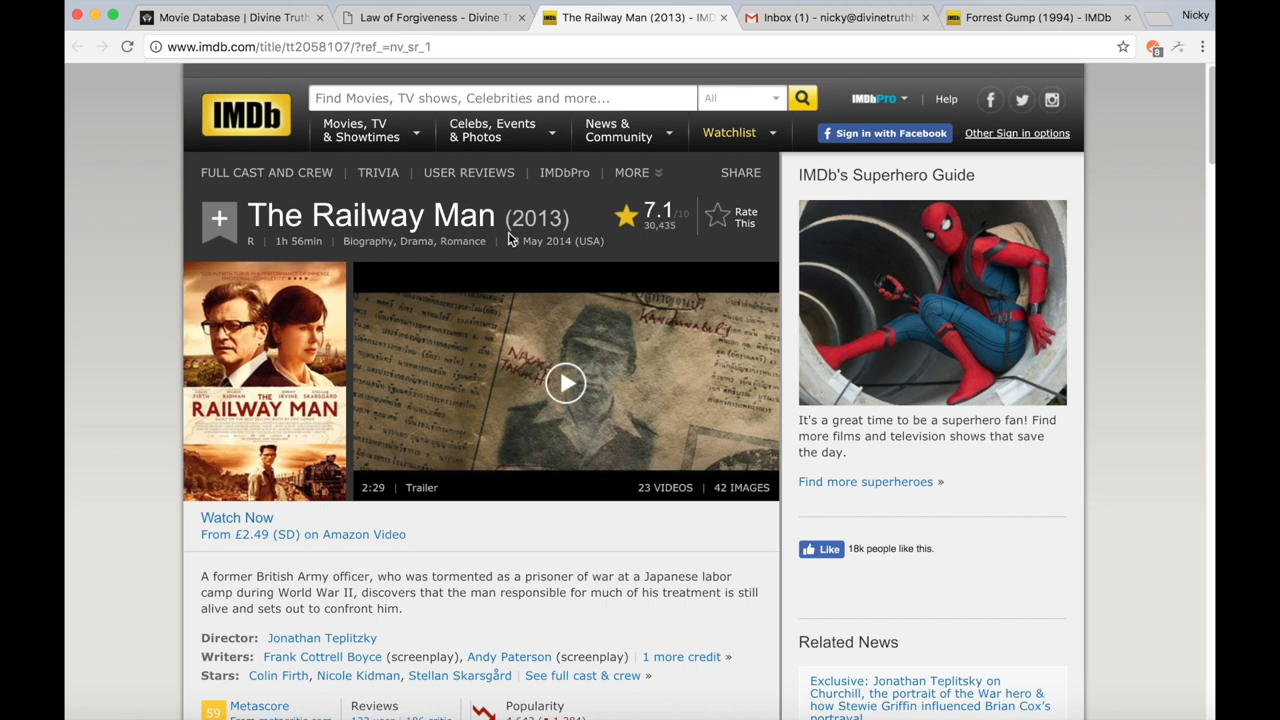 Movie Database | Divine Truth
Law of Forgiveness - Divine T
The Railway Man (2013) - IMD
Inbox (1) - nicky@divinetruth
Forrest Gump (1994) - IMDb
Nicky
www.imdb.com/title/tt2058107/?ref_=nv_sr_1
8
IMDb
Find Movies, TV shows, Celebrities and more...
All
IMDbPro
Help
Movies, TV
& Showtimes
Celebs, Events
& Photos
News &
Community
Watchlist
Sign in with Facebook
Other Sign in options
FULL CAST AND CREW
TRIVIA
USER REVIEWS
IMDbPro
MORE
SHARE
The Railway Man (2013)
7.1/10
30,435
Rate
This
R | 1h 56min | Biography, Drama, Romance | May 2014 (USA)
THE
RAILWAY MAN
2:29 | Trailer
23 VIDEOS | 42 IMAGES
Watch Now
From £2.49 (SD) on Amazon Video
A former British Army officer, who was tormented as a prisoner of war at a Japanese labor
camp during World War II, discovers that the man responsible for much of his treatment is still
alive and sets out to confront him.
Director: Jonathan Teplitzky
Writers: Frank Cottrell Boyce (screenplay), Andy Paterson (screenplay) | 1 more credit »
Stars: Colin Firth, Nicole Kidman, Stellan Skarsgård | See full cast & crew »
59
Metascore
Reviews
Popularity
IMDb's Superhero Guide
It's a great time to be a superhero fan! Find
more films and television shows that save
the day.
Find more superheroes »
Like
18k people like this.
Related News
Exclusive: Jonathan Teplitsky on
Churchill, the portrait of the War hero &
how Stewie Griffin influenced Brian Cox's
portrayal